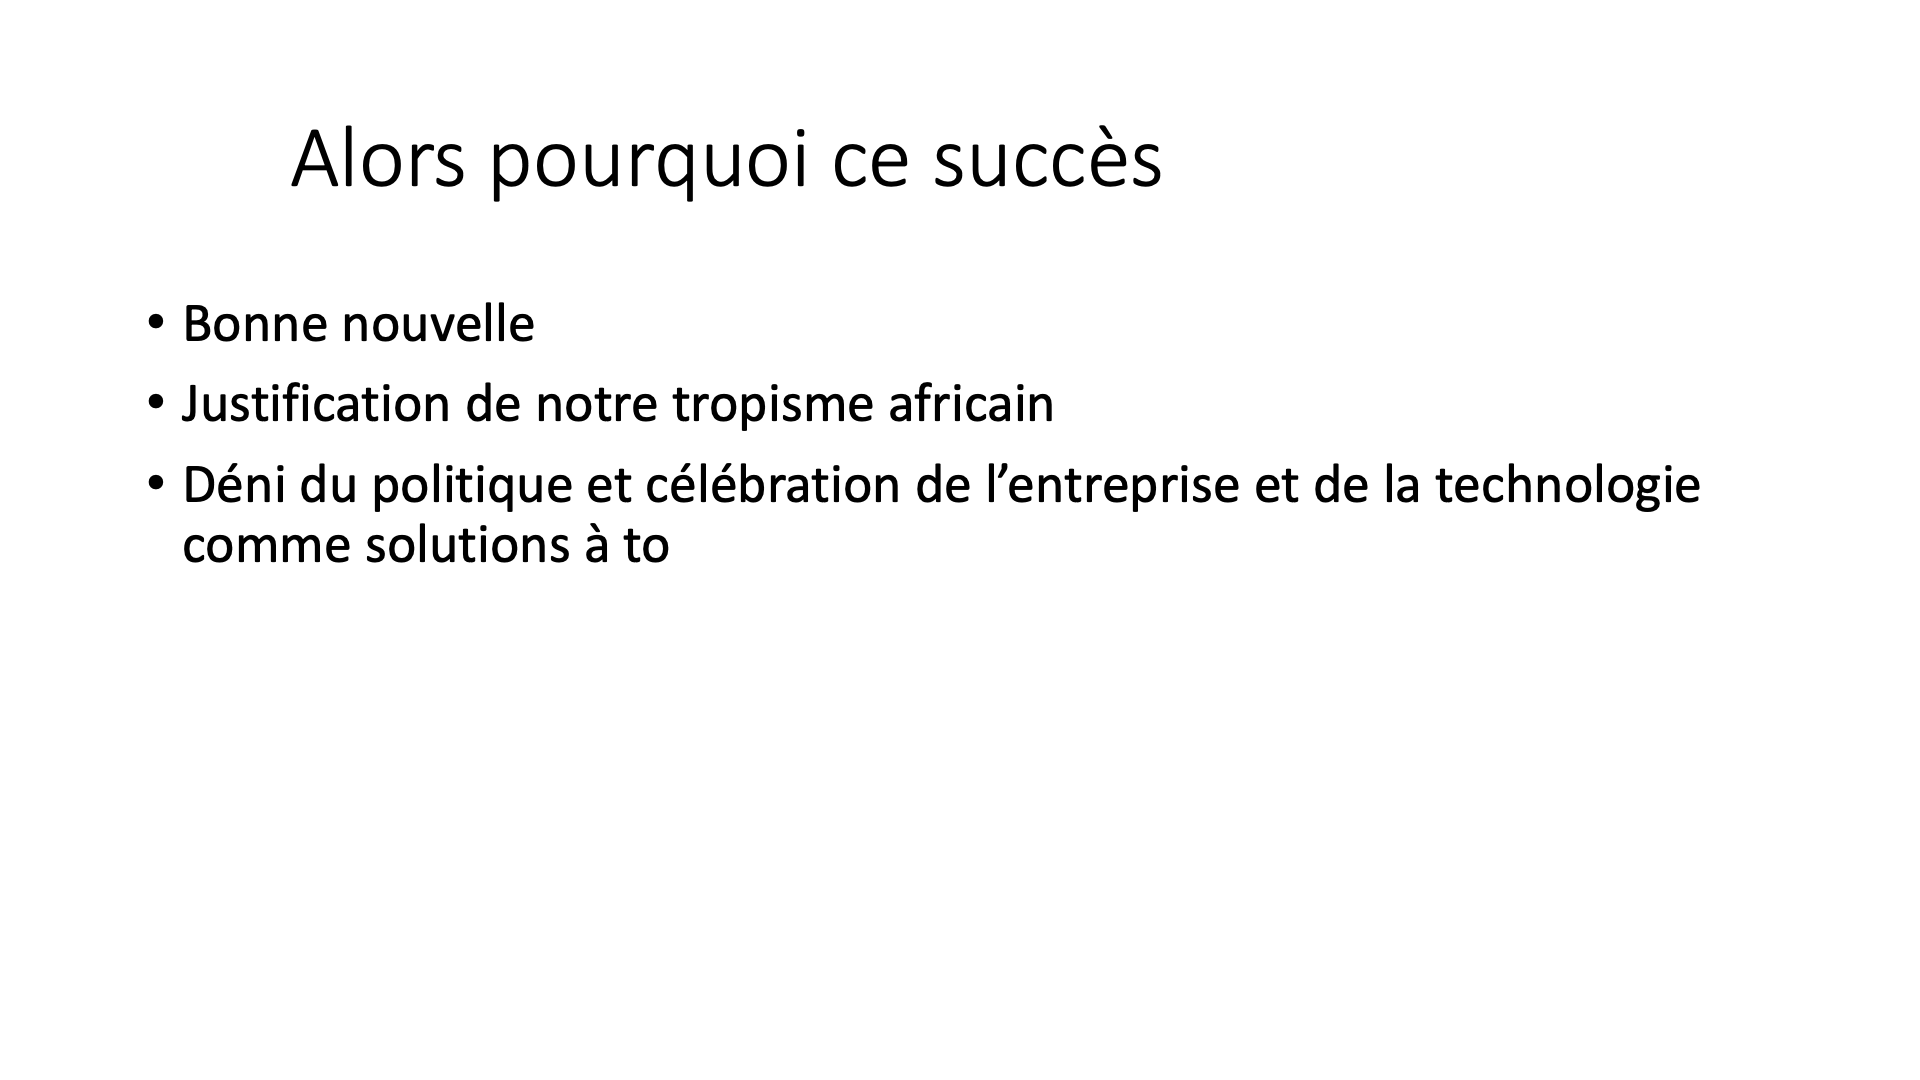 Alors pourquoi ce succès
• Bonne nouvelle
• Justification de notre tropisme africain
• Déni du politique et célébration de l’entreprise et de la technologie
comme solutions à to